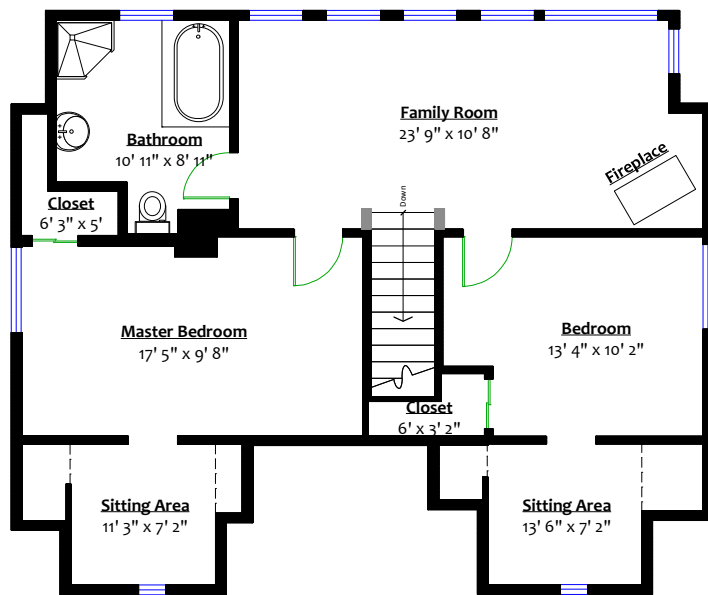 Family Room
23' 9" x 10' 8"
Bathroom
10' 11" x 8' 11"
Fireplace
Closet
6' 3" x 5'
Down
Master Bedroom
17' 5" x 9' 8"
Bedroom
13' 4" x 10' 2"
Closet
6' x 3' 2"
Sitting Area
11' 3" x 7' 2"
Sitting Area
13' 6" x 7' 2"